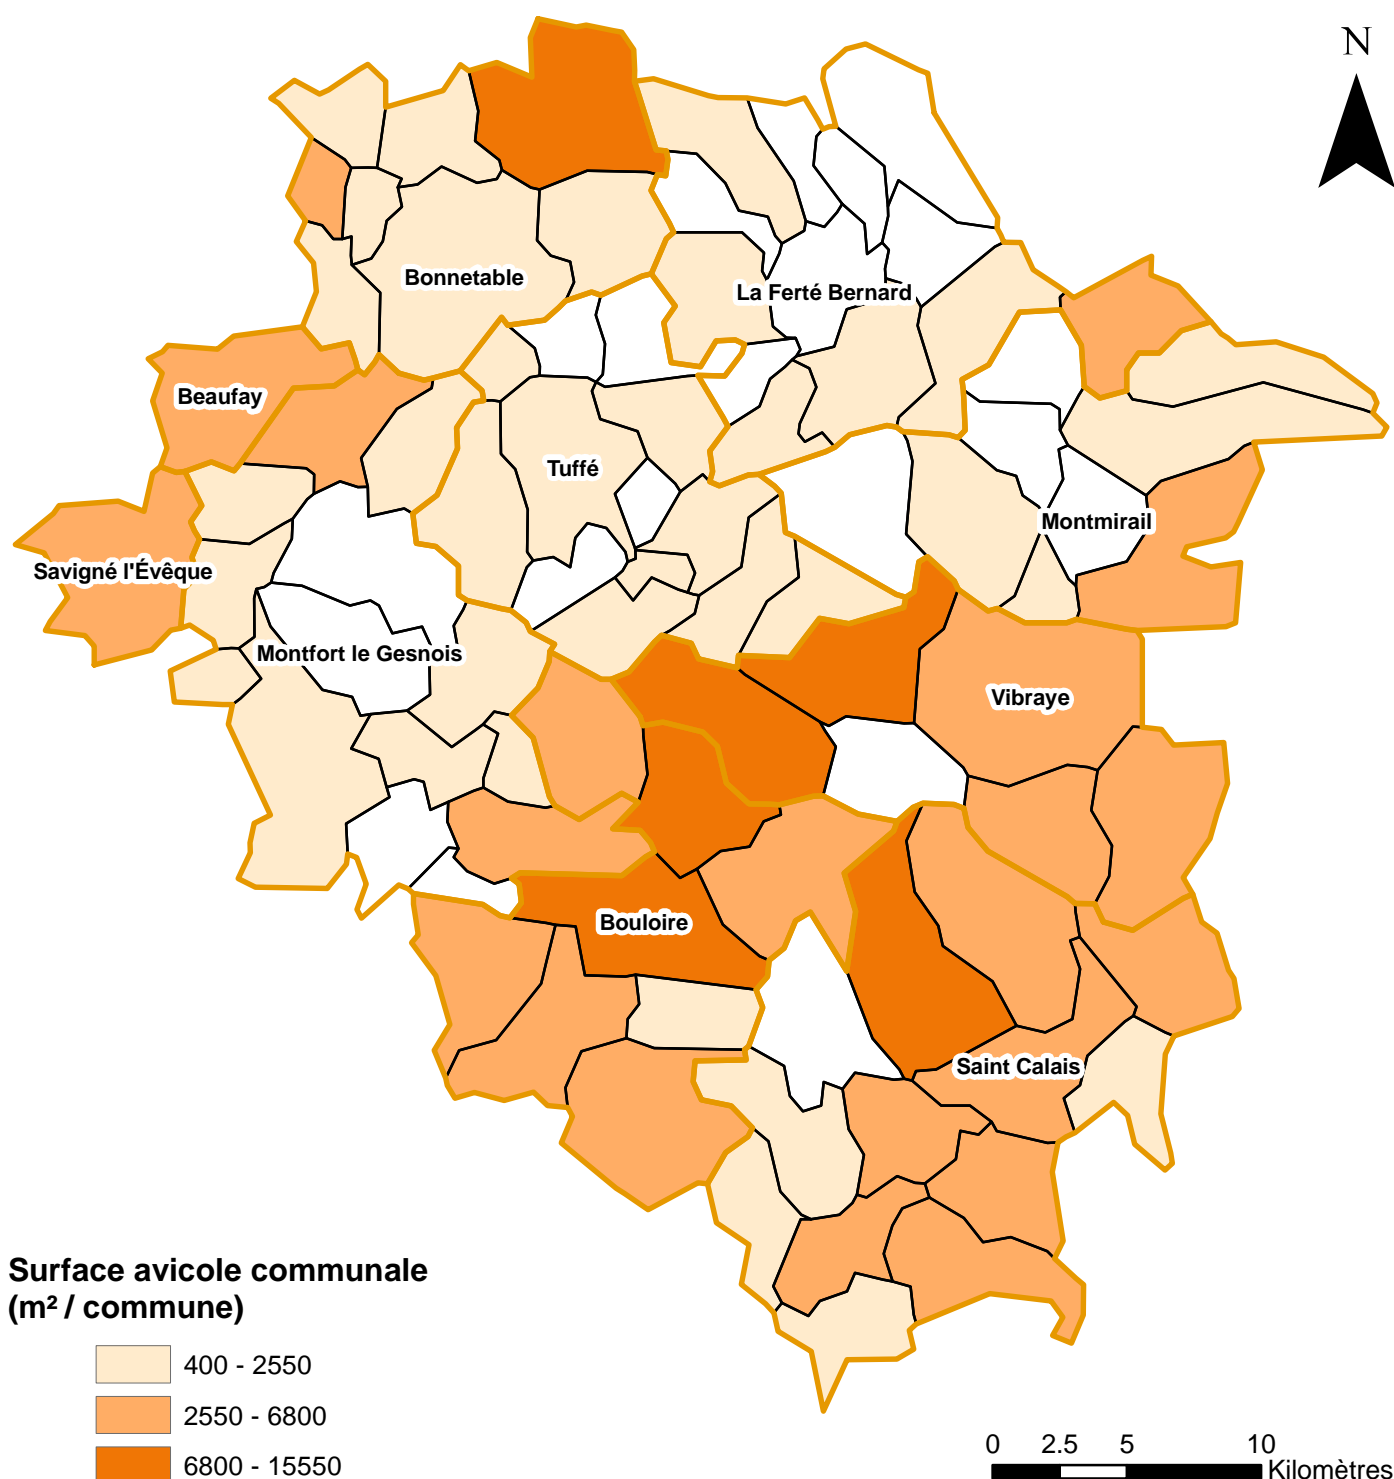 N
Bonnetable
La Ferté Bernard
Beaufay
Tuffé
Montmirail
Savigné l'Évêque
Montfort le Gesnois
Vibraye
Bouloire
Saint Calais
Surface avicole communale
(m² / commune)
400 - 2550
2550 - 6800
6800 - 15550
0 2.5 5 10
Kilomètres